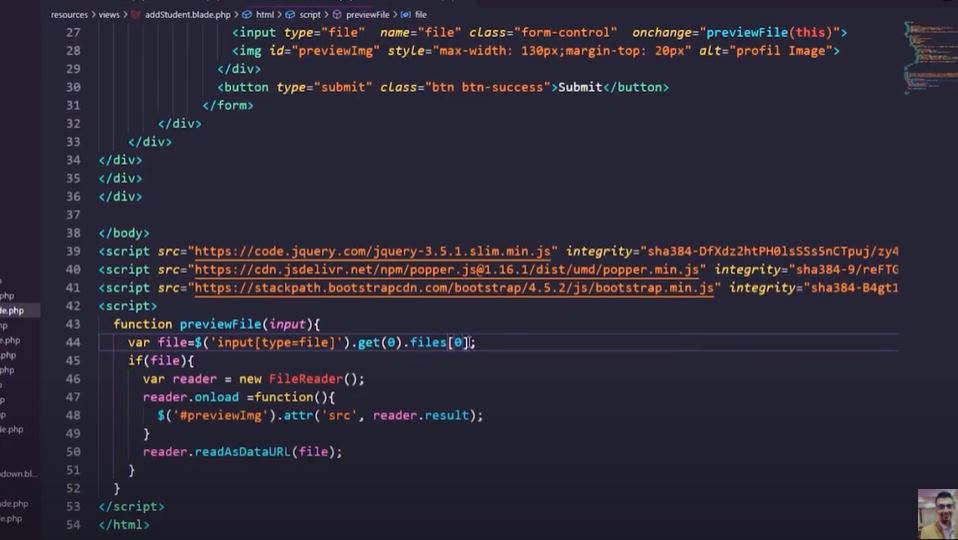 resources > views > addStudent.blade.php > html > script > previewFile > file
27 <input type="file" name="file" class="form-control" onchange="previewFile(this)">
28 <img id="previewImg" style="max-width: 130px;margin-top: 20px" alt="profil Image">
29 </div>
30 <button type="submit" class="btn btn-success">Submit</button>
31 </form>
32 </div>
33 </div>
34 </div>
35 </div>
36 </div>
37
38 </body>
39 <script src="https://code.jquery.com/jquery-3.5.1.slim.min.js" integrity="sha384-DfXdz2htPH0lsSSs5nCTpuj/zy4
40 <script src="https://cdn.jsdelivr.net/npm/popper.js@1.16.1/dist/umd/popper.min.js" integrity="sha384-9/reFTG
41 <script src="https://stackpath.bootstrapcdn.com/bootstrap/4.5.2/js/bootstrap.min.js" integrity="sha384-B4gt1
42 <script>
43 function previewFile(input){
44 var file=$('input[type=file]').get(0).files[0];
45 if(file){
46 var reader = new FileReader();
47 reader.onload =function(){
48 $('#previewImg').attr('src', reader.result);
49 }
50 reader.readAsDataURL(file);
51 }
52 }
53 </script>
54 </html>
php
de.php
hp
e.php
.php
de.php
down.bl...
ade.php
de.php